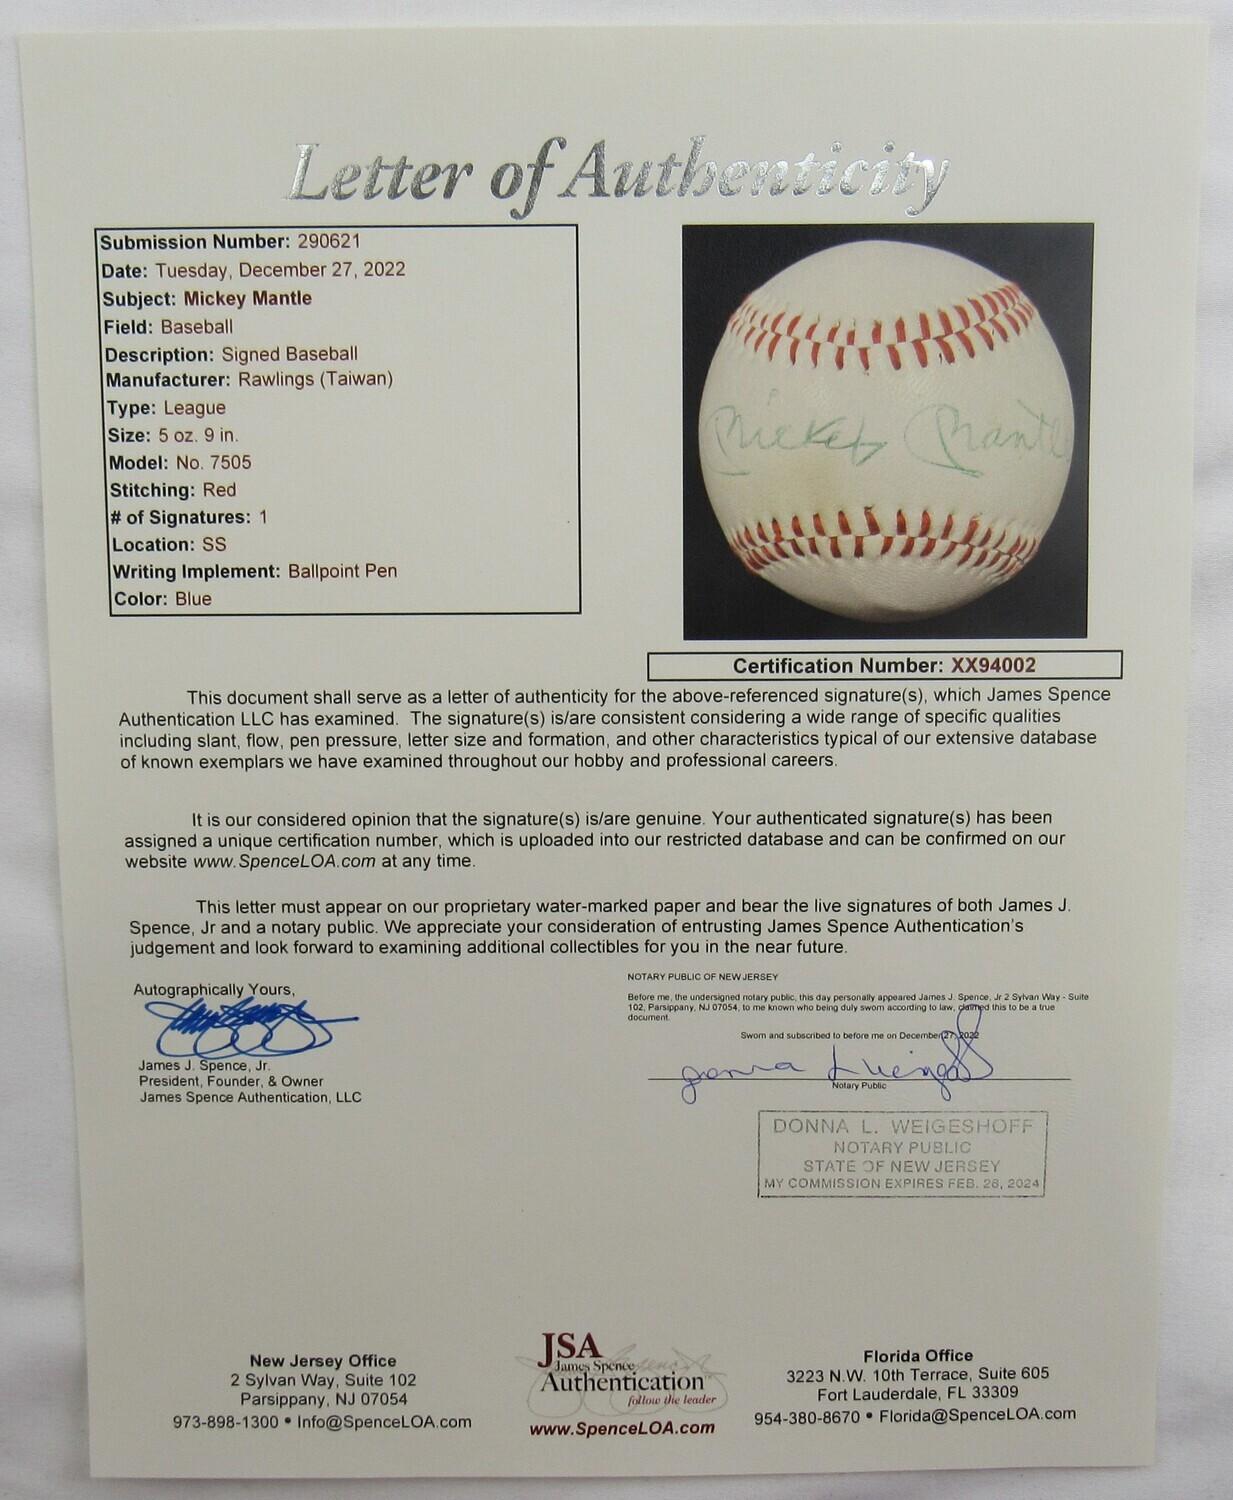 Letter of Authenticity
Submission Number: 290621
Date: Tuesday, December 27, 2022
Subject: Mickey Mantle
Field: Baseball
Description: Signed Baseball
Manufacturer: Rawlings (Taiwan)
Type: League
Size: 5 oz. 9 in.
Model: No. 7505
Stitching: Red
# of Signatures: 1
Location: SS
Writing Implement: Ballpoint Pen
Color: Blue
Mickey Mantle
Certification Number: XX94002
This document shall serve as a letter of authenticity for the above-referenced signature(s), which James Spence
Authentication LLC has examined. The signature(s) is/are consistent considering a wide range of specific qualities
including slant, flow, pen pressure, letter size and formation, and other characteristics typical of our extensive database
of known exemplars we have examined throughout our hobby and professional careers.
It is our considered opinion that the signature(s) is/are genuine. Your authenticated signature(s) has been
assigned a unique certification number, which is uploaded into our restricted database and can be confirmed on our
website www.SpenceLOA.com at any time.
This letter must appear on our proprietary water-marked paper and bear the live signatures of both James J.
Spence, Jr and a notary public. We appreciate your consideration of entrusting James Spence Authentication's
judgement and look forward to examining additional collectibles for you in the near future.
Autographically Yours,
James J. Spence, Jr.
President, Founder, & Owner
James Spence Authentication, LLC
NOTARY PUBLIC OF NEW JERSEY
Before me, the undersigned notary public, this day personally appeared James J. Spence, Jr 2 Sylvan Way - Suite
102, Parsippany, NJ 07054, to me known who being duly sworn according to law, claimed this to be a true
document.
Sworn and subscribed to before me on December 27, 2022
Notary Public
DONNA L. WEIGESHOFF
NOTARY PUBLIC
STATE OF NEW JERSEY
MY COMMISSION EXPIRES FEB. 26, 2024
New Jersey Office
2 Sylvan Way, Suite 102
Parsippany, NJ 07054
973-898-1300 • Info@SpenceLOA.com
JSA
James Spence
Authentication
follow the leader
www.SpenceLOA.com
Florida Office
3223 N.W. 10th Terrace, Suite 605
Fort Lauderdale, FL 33309
954-380-8670 • Florida@SpenceLOA.com